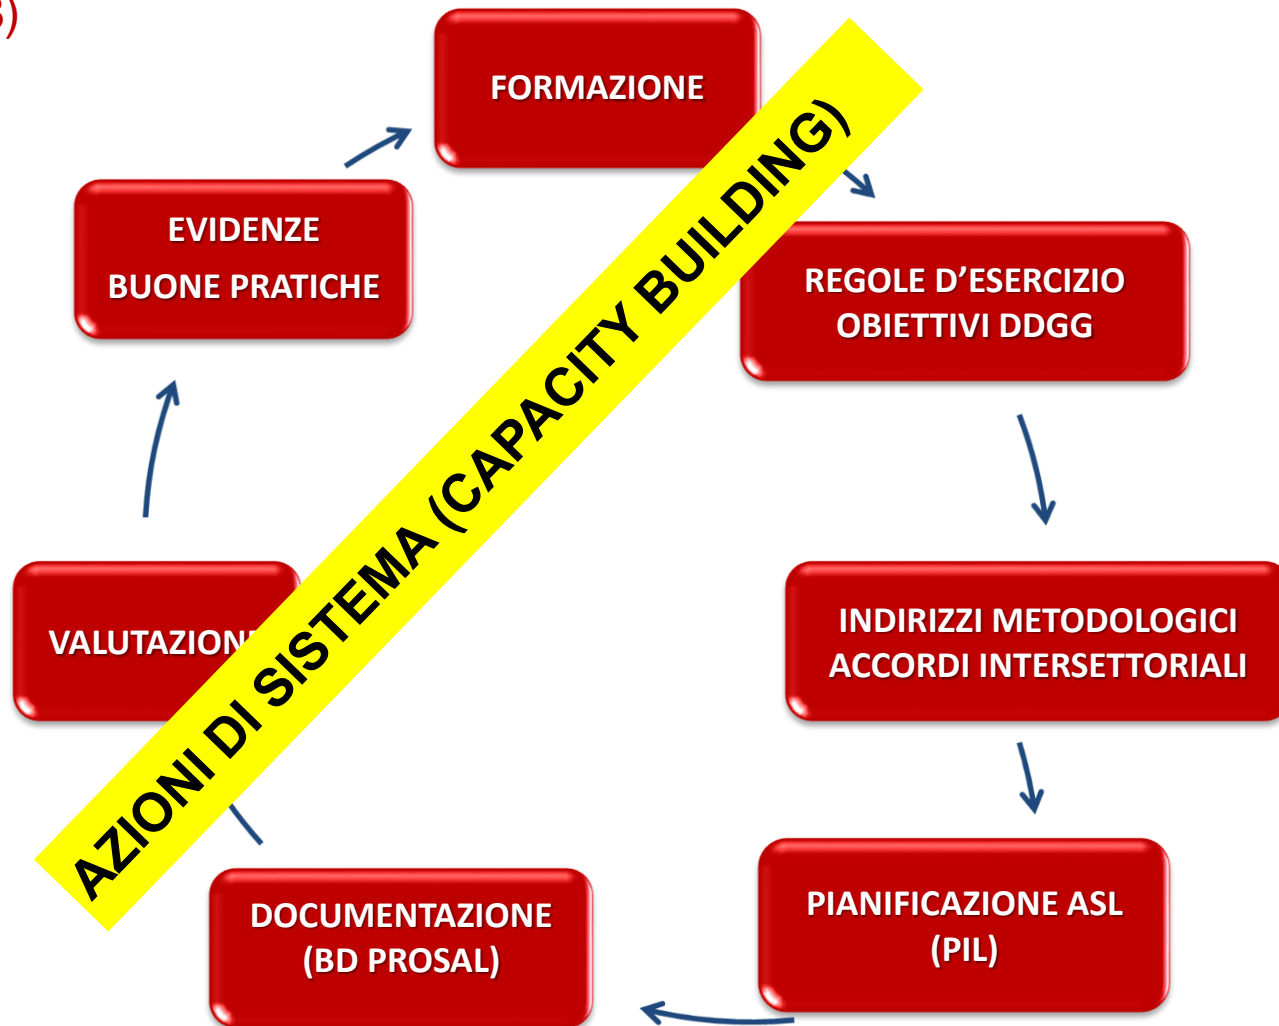 FORMAZIONE
EVIDENZE
BUONE PRATICHE
REGOLE D’ESERCIZIO
OBIETTIVI DDGG
AZIONI DI SISTEMA (CAPACITY BUILDING)
VALUTAZION
INDIRIZZI METODOLOGICI
ACCORDI INTERSETTORIALI
DOCUMENTAZIONE
(BD PROSAL)
PIANIFICAZIONE ASL
(PIL)